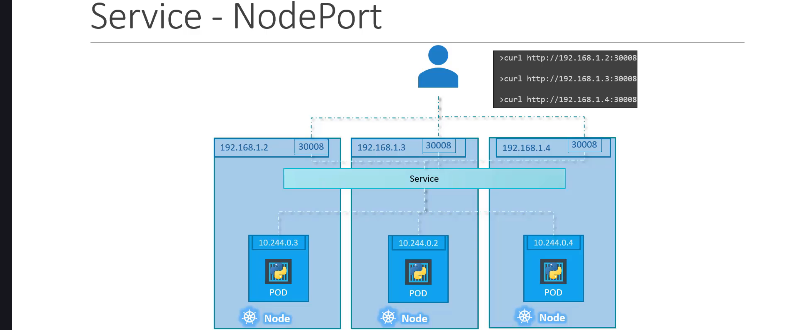 Service - NodePort
>curl http://192.168.1.2:30008
>curl http://192.168.1.3:30008
>curl http://192.168.1.4:30008
192.168.1.2 30008
192.168.1.3 30008
192.168.1.4 30008
Service
10.244.0.3
10.244.0.2
10.244.0.4
POD
POD
POD
Node
Node
Node